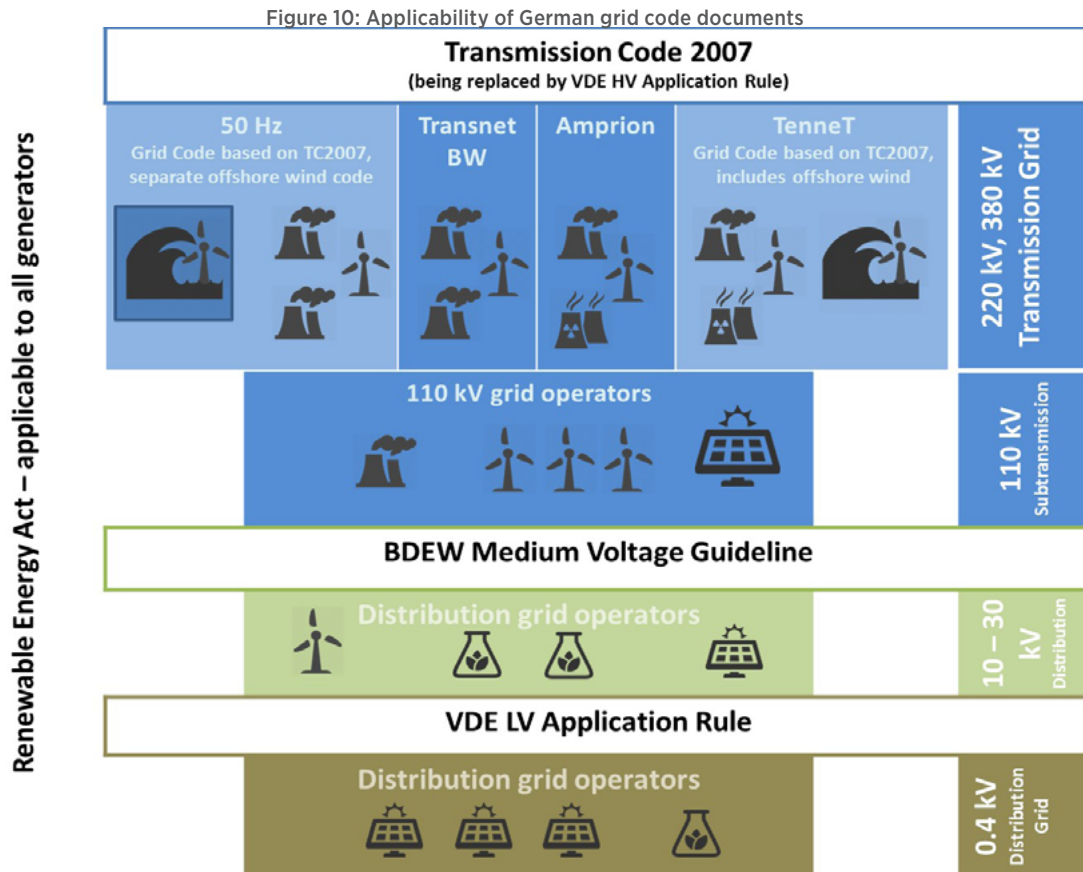 Figure 10: Applicability of German grid code documents
Renewable Energy Act – applicable to all generators
Transmission Code 2007
(being replaced by VDE HV Application Rule)
50 Hz
Grid Code based on TC2007,
separate offshore wind code
Transnet
BW
Amprion
TenneT
Grid Code based on TC2007,
includes offshore wind
220 kV, 380 kV
Transmission Grid
110 kV grid operators
110 kV
Subtransmission
BDEW Medium Voltage Guideline
Distribution grid operators
10 – 30
kV
Distribution
VDE LV Application Rule
Distribution grid operators
0.4 kV
Distribution
Grid